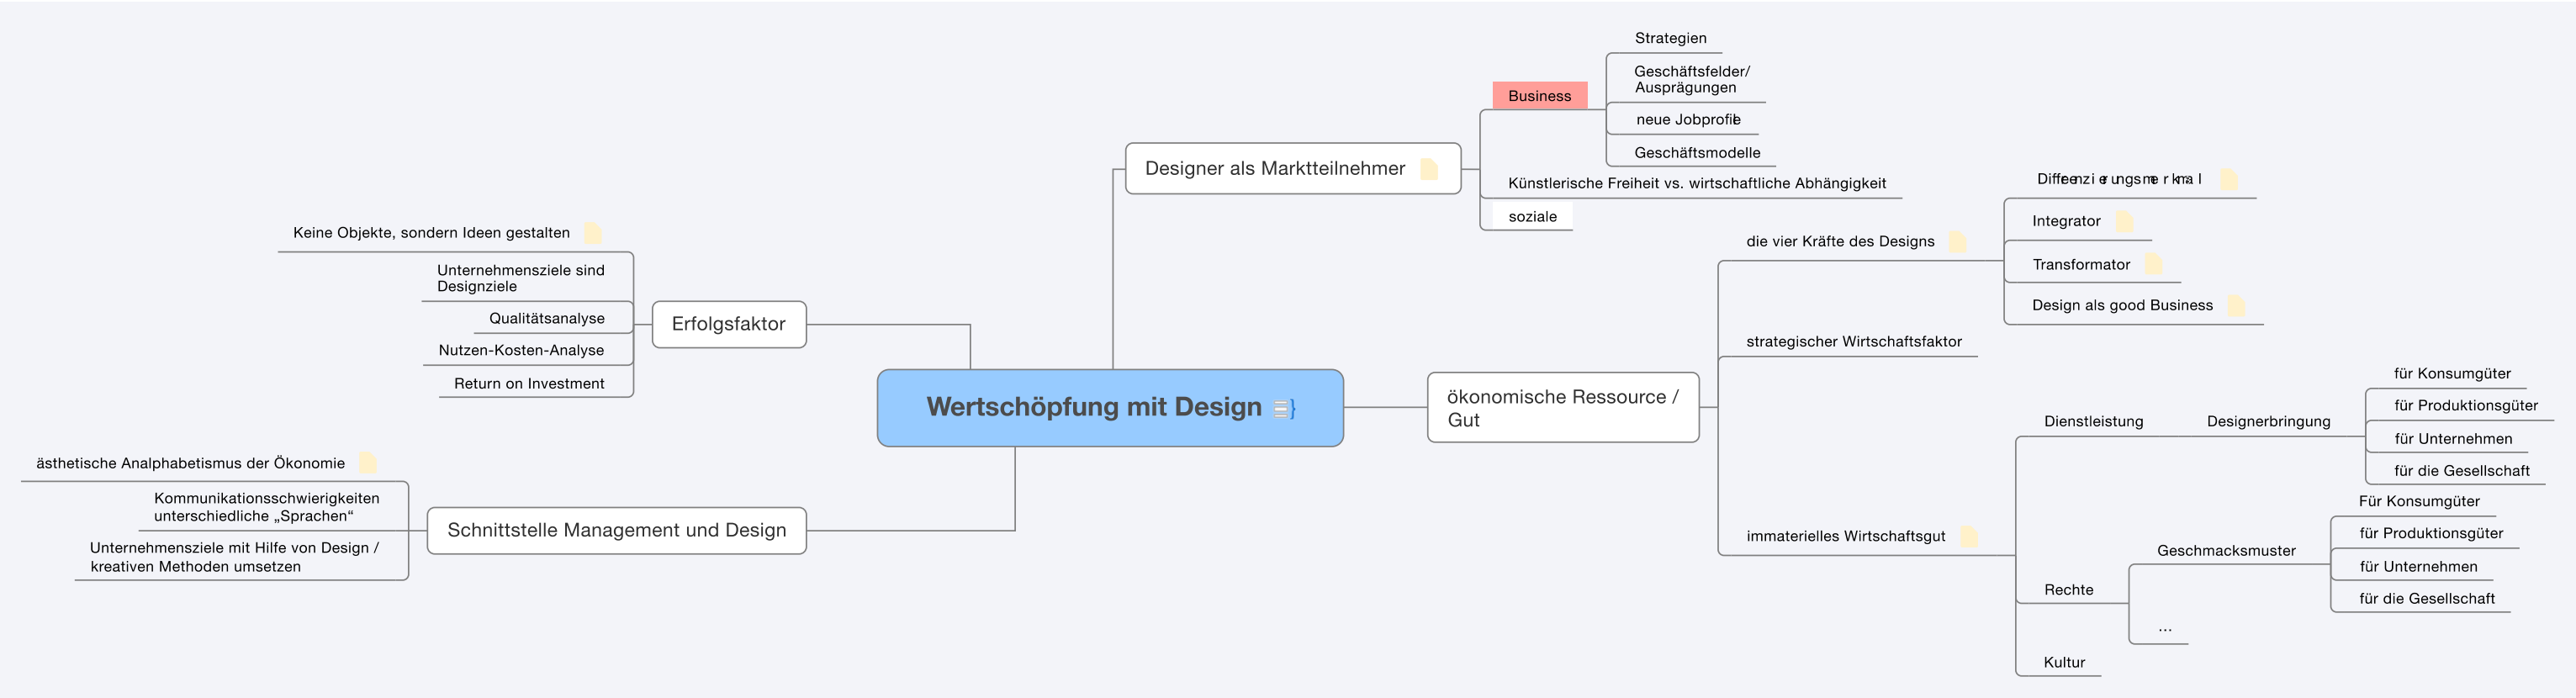 Wertschöpfung mit Design
Designer als Marktteilnehmer
Business
Strategien
Geschäftsfelder/
Ausprägungen
neue Jobprofile
Geschäftsmodelle
Künstlerische Freiheit vs. wirtschaftliche Abhängigkeit
soziale
ökonomische Ressource /
Gut
die vier Kräfte des Designs
Differenzierungsmerkmal
Integrator
Transformator
Design als good Business
strategischer Wirtschaftsfaktor
immaterielles Wirtschaftsgut
Dienstleistung
Designerbringung
für Konsumgüter
für Produktionsgüter
für Unternehmen
für die Gesellschaft
Rechte
Geschmacksmuster
Für Konsumgüter
für Produktionsgüter
für Unternehmen
für die Gesellschaft
...
Kultur
Erfolgsfaktor
Keine Objekte, sondern Ideen gestalten
Unternehmensziele sind
Designziele
Qualitätsanalyse
Nutzen-Kosten-Analyse
Return on Investment
Schnittstelle Management und Design
ästhetische Analphabetismus der Ökonomie
Kommunikationsschwierigkeiten
unterschiedliche „Sprachen“
Unternehmensziele mit Hilfe von Design /
kreativen Methoden umsetzen